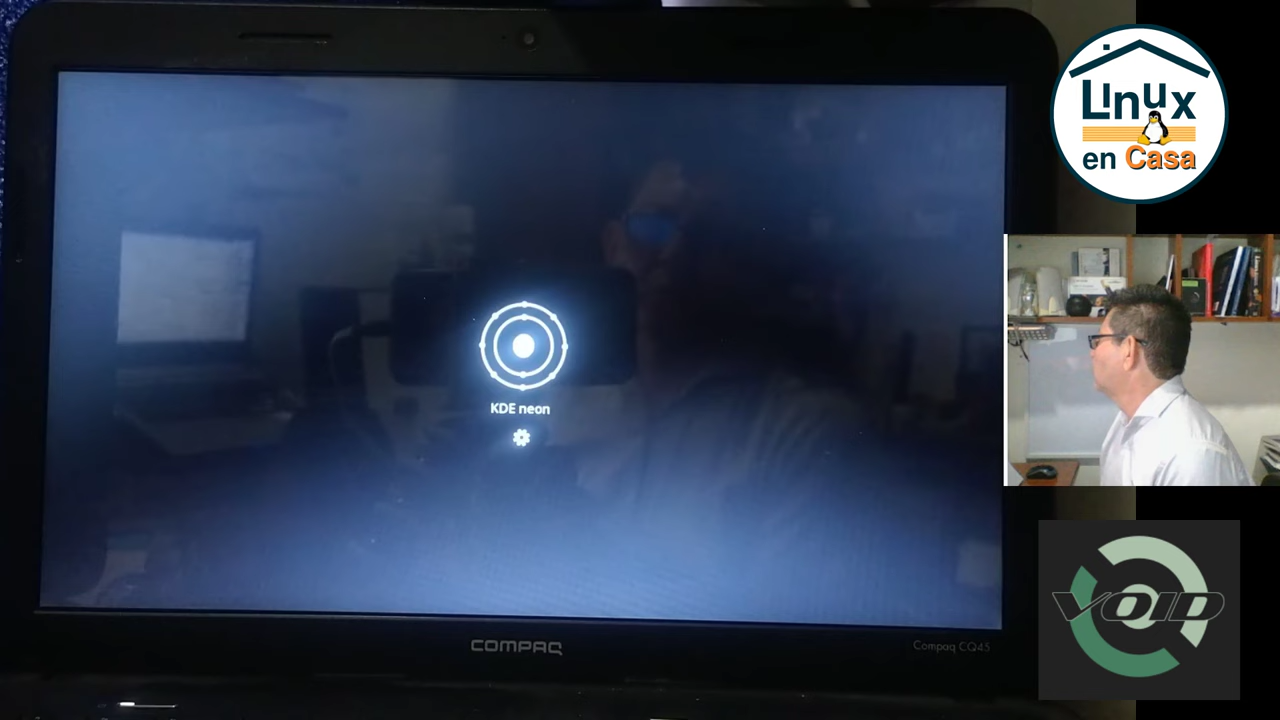 Linux
en Casa
KDE neon
VOID
COMPAQ
Compaq CQ45